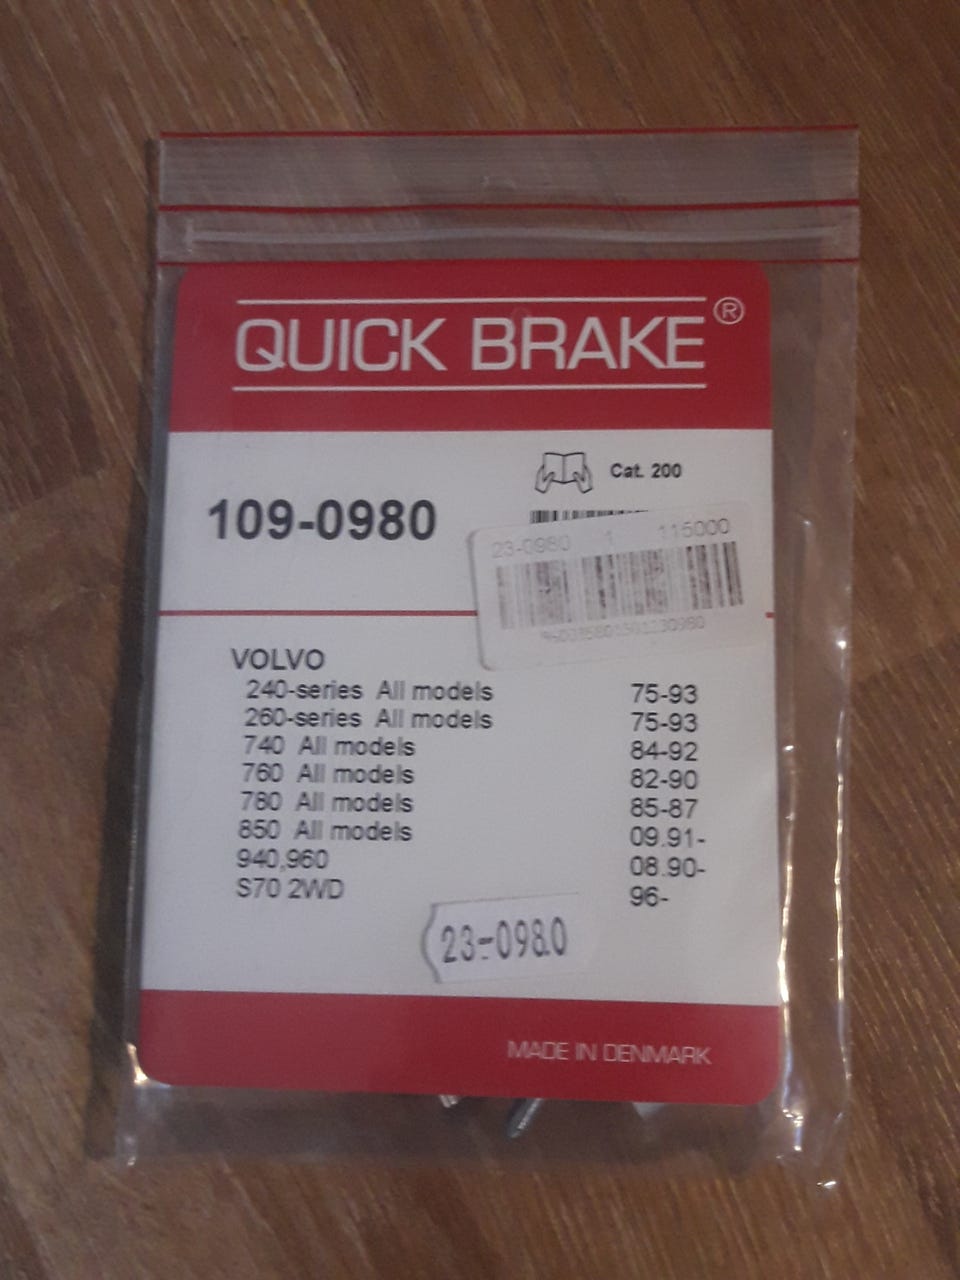 QUICK BRAKE®
Cat. 200
109-0980
23-0980 1 115000
VOLVO
240-series All models 75-93
260-series All models 75-93
740 All models 84-92
760 All models 82-90
780 All models 85-87
850 All models 09.91-
940,960 08.90-
S70 2WD 96-
23-0980
MADE IN DENMARK